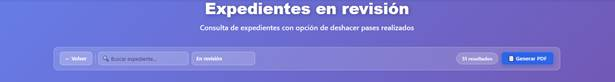 Expedientes en revisión
Consulta de expedientes con opción de deshacer pases realizados
← Volver
🔍 Buscar expediente...
En revisión
51 resultados
Generar PDF